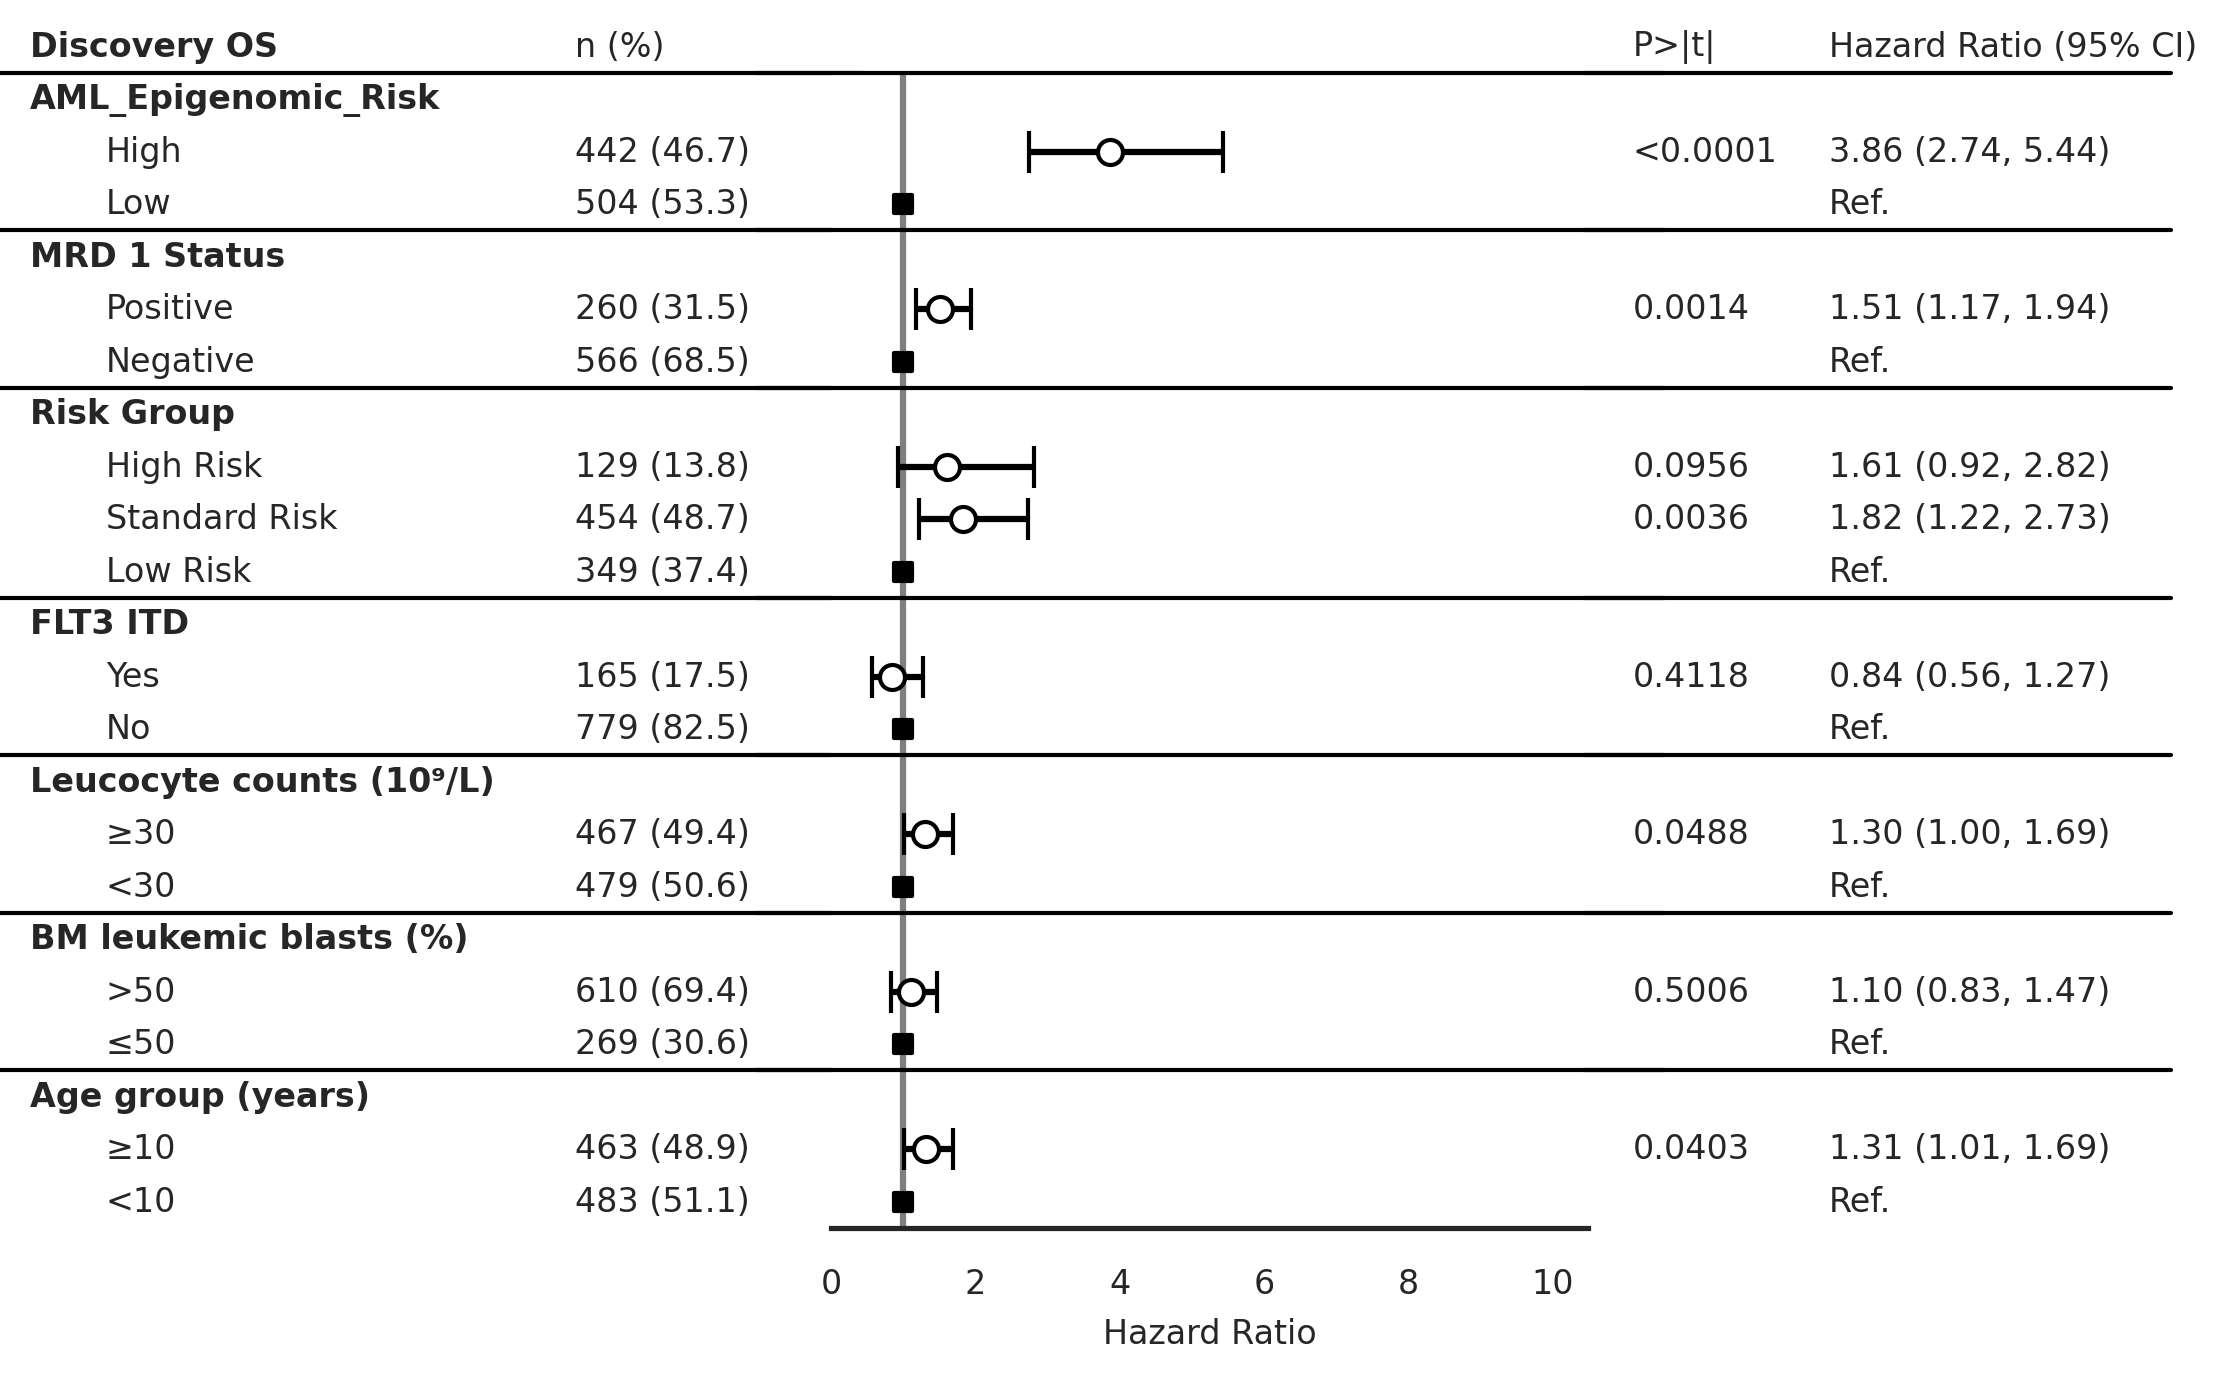 Discovery OS n (%) P>|t| Hazard Ratio (95% CI)
AML_Epigenomic_Risk
High 442 (46.7) <0.0001 3.86 (2.74, 5.44)
Low 504 (53.3) Ref.
MRD 1 Status
Positive 260 (31.5) 0.0014 1.51 (1.17, 1.94)
Negative 566 (68.5) Ref.
Risk Group
High Risk 129 (13.8) 0.0956 1.61 (0.92, 2.82)
Standard Risk 454 (48.7) 0.0036 1.82 (1.22, 2.73)
Low Risk 349 (37.4) Ref.
FLT3 ITD
Yes 165 (17.5) 0.4118 0.84 (0.56, 1.27)
No 779 (82.5) Ref.
Leucocyte counts (10⁹/L)
≥30 467 (49.4) 0.0488 1.30 (1.00, 1.69)
<30 479 (50.6) Ref.
BM leukemic blasts (%)
>50 610 (69.4) 0.5006 1.10 (0.83, 1.47)
≤50 269 (30.6) Ref.
Age group (years)
≥10 463 (48.9) 0.0403 1.31 (1.01, 1.69)
<10 483 (51.1) Ref.
0 2 4 6 8 10
Hazard Ratio